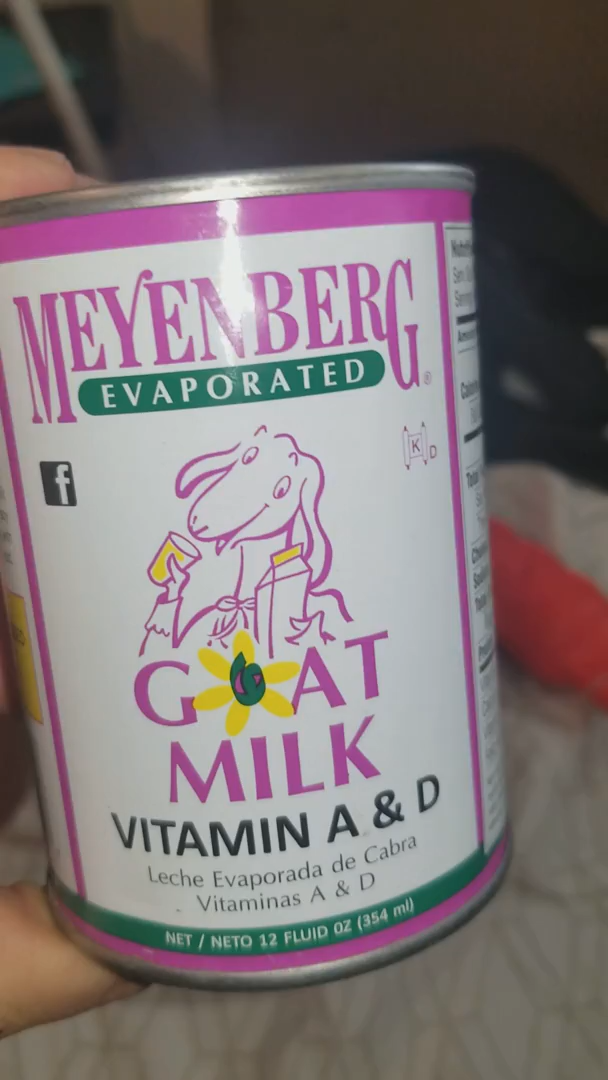 MEYENBERG®
EVAPORATED
f
K D
GOAT
MILK
VITAMIN A & D
Leche Evaporada de Cabra
Vitaminas A & D
NET / NETO 12 FLUID OZ (354 ml)